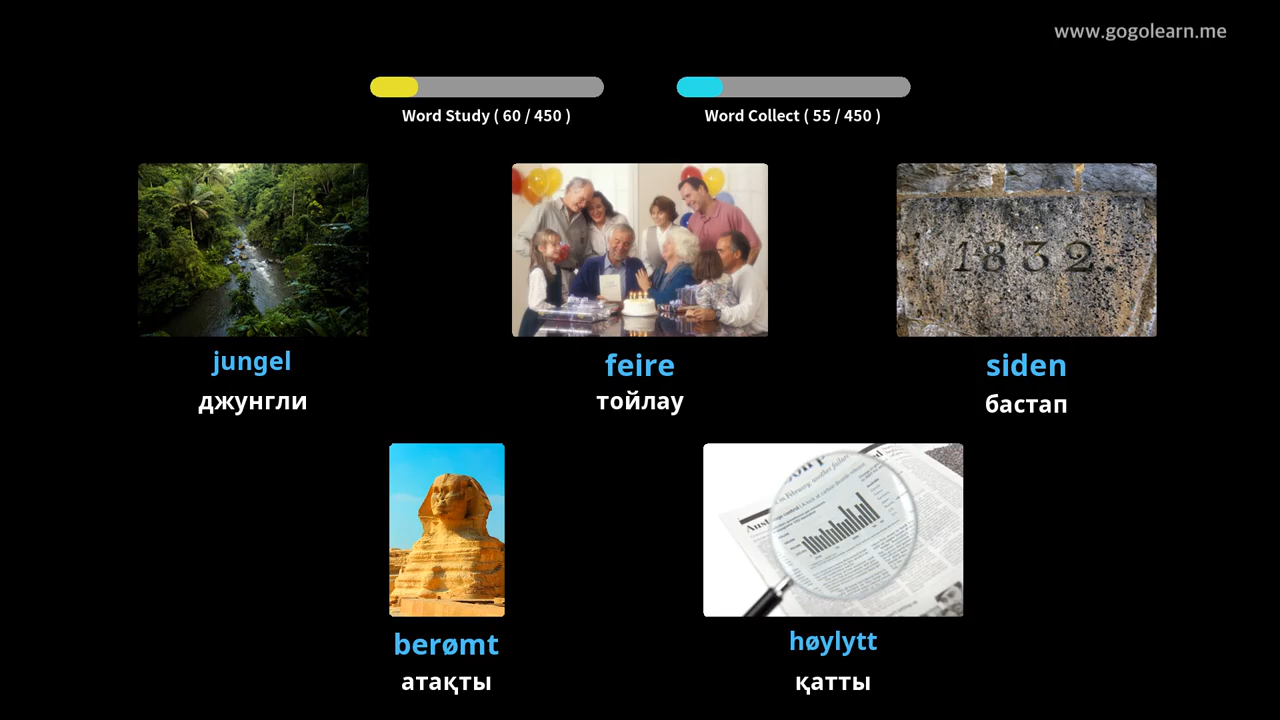 www.gogolearn.me
Word Study ( 60 / 450 )
Word Collect ( 55 / 450 )
1832
jungel
джунгли
feire
тойлау
siden
бастап
berømt
атақты
høylytt
қатты